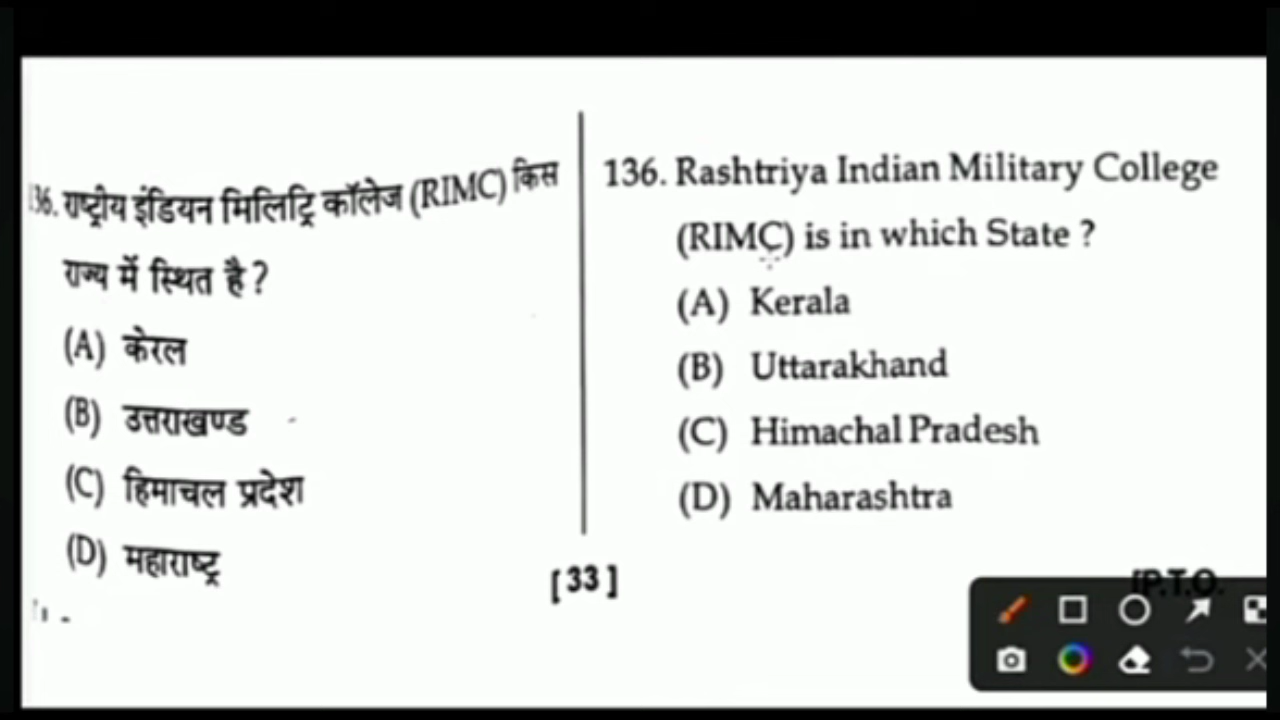 136. राष्ट्रीय इंडियन मिलिट्रि कॉलेज (RIMC) किस
राज्य में स्थित है ?
(A) केरल
(B) उत्तराखण्ड
(C) हिमाचल प्रदेश
(D) महाराष्ट्र
136. Rashtriya Indian Military College
(RIMC) is in which State ?
(A) Kerala
(B) Uttarakhand
(C) Himachal Pradesh
(D) Maharashtra
[ 33 ]
[P.T.O.